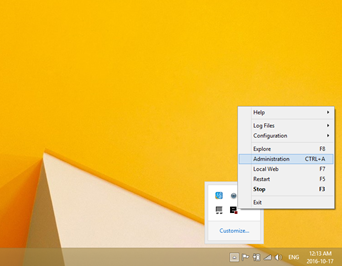 Help
Log Files
Configuration
Explore F8
Administration CTRL+A
Local Web F7
Restart F5
Stop F3
Exit
Customize...
ENG
12:13 AM
2016-10-17